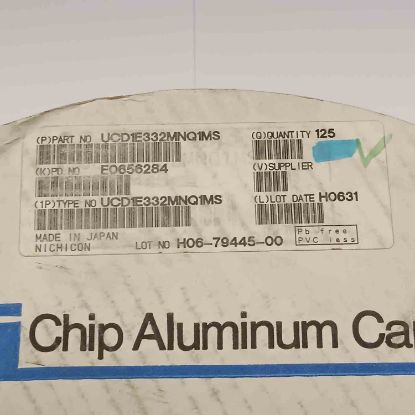 (P)PART NO UCD1E332MNQ1MS (Q)QUANTITY 125
(K)PD. NO E0656284 (V)SUPPLIER
(1P)TYPE NO UCD1E332MNQ1MS (L)LOT DATE H0631
MADE IN JAPAN
NICHICON LOT NO H06-79445-00
Pb free
PVC less
Chip Aluminum